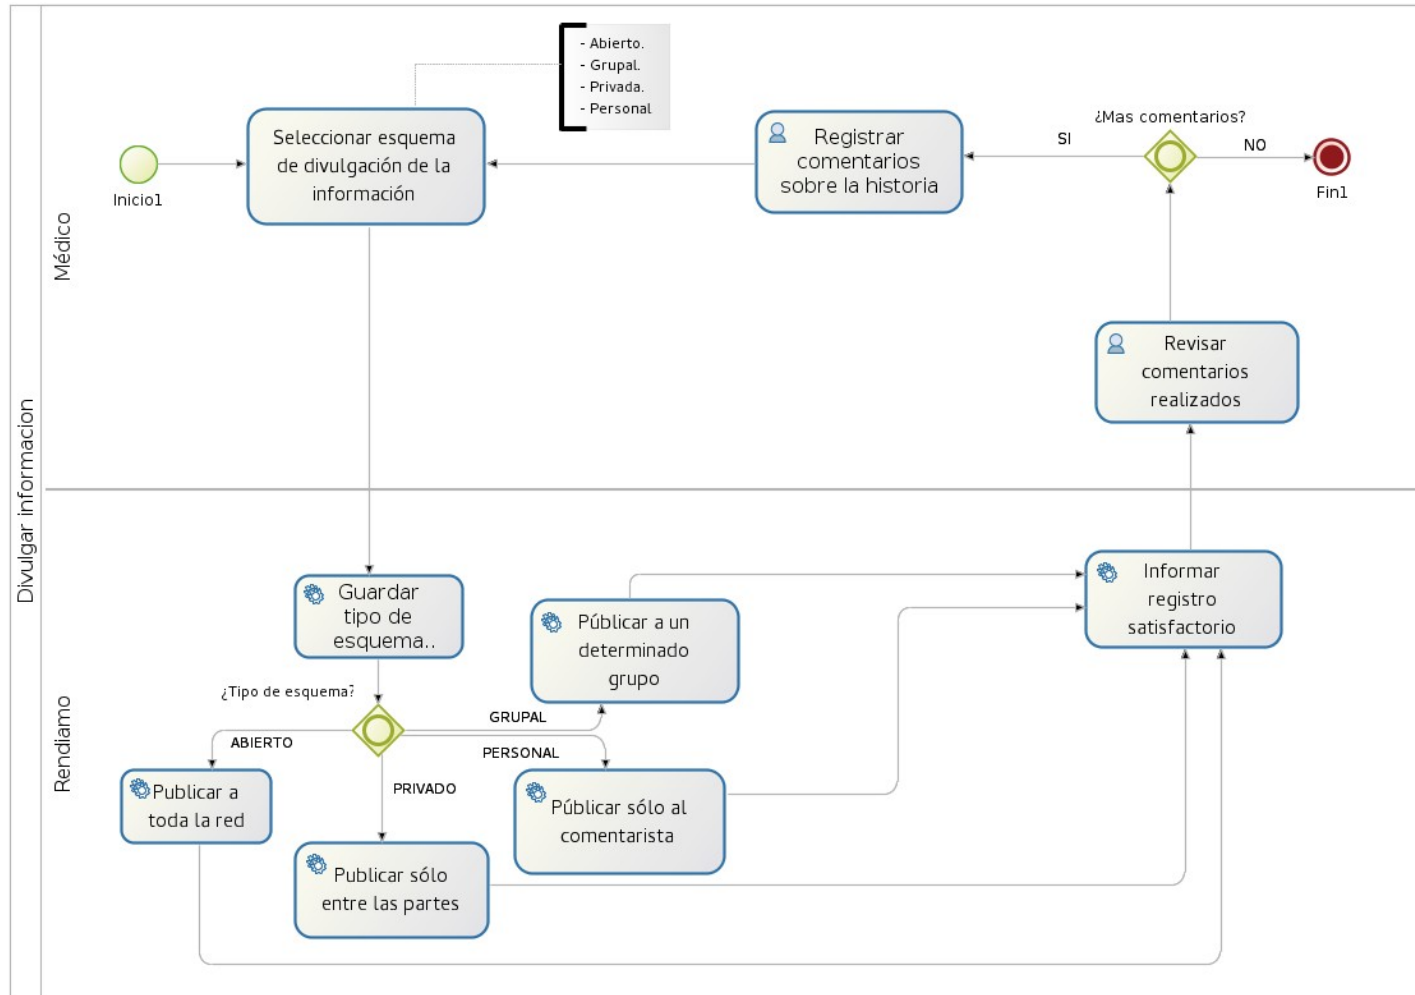 - Abierto.
- Grupal.
- Privada.
- Personal
Seleccionar esquema
de divulgación de la
información
Inicio1
Registrar
comentarios
sobre la historia
SI
¿Mas comentarios?
NO
Fin1
Médico
Revisar
comentarios
realizados
Divulgar informacion
Rendiamo
Guardar
tipo de
esquema..
¿Tipo de esquema?
Públicar a un
determinado
grupo
Informar
registro
satisfactorio
GRUPAL
ABIERTO
PERSONAL
PRIVADO
Publicar a
toda la red
Públicar sólo al
comentarista
Publicar sólo
entre las partes